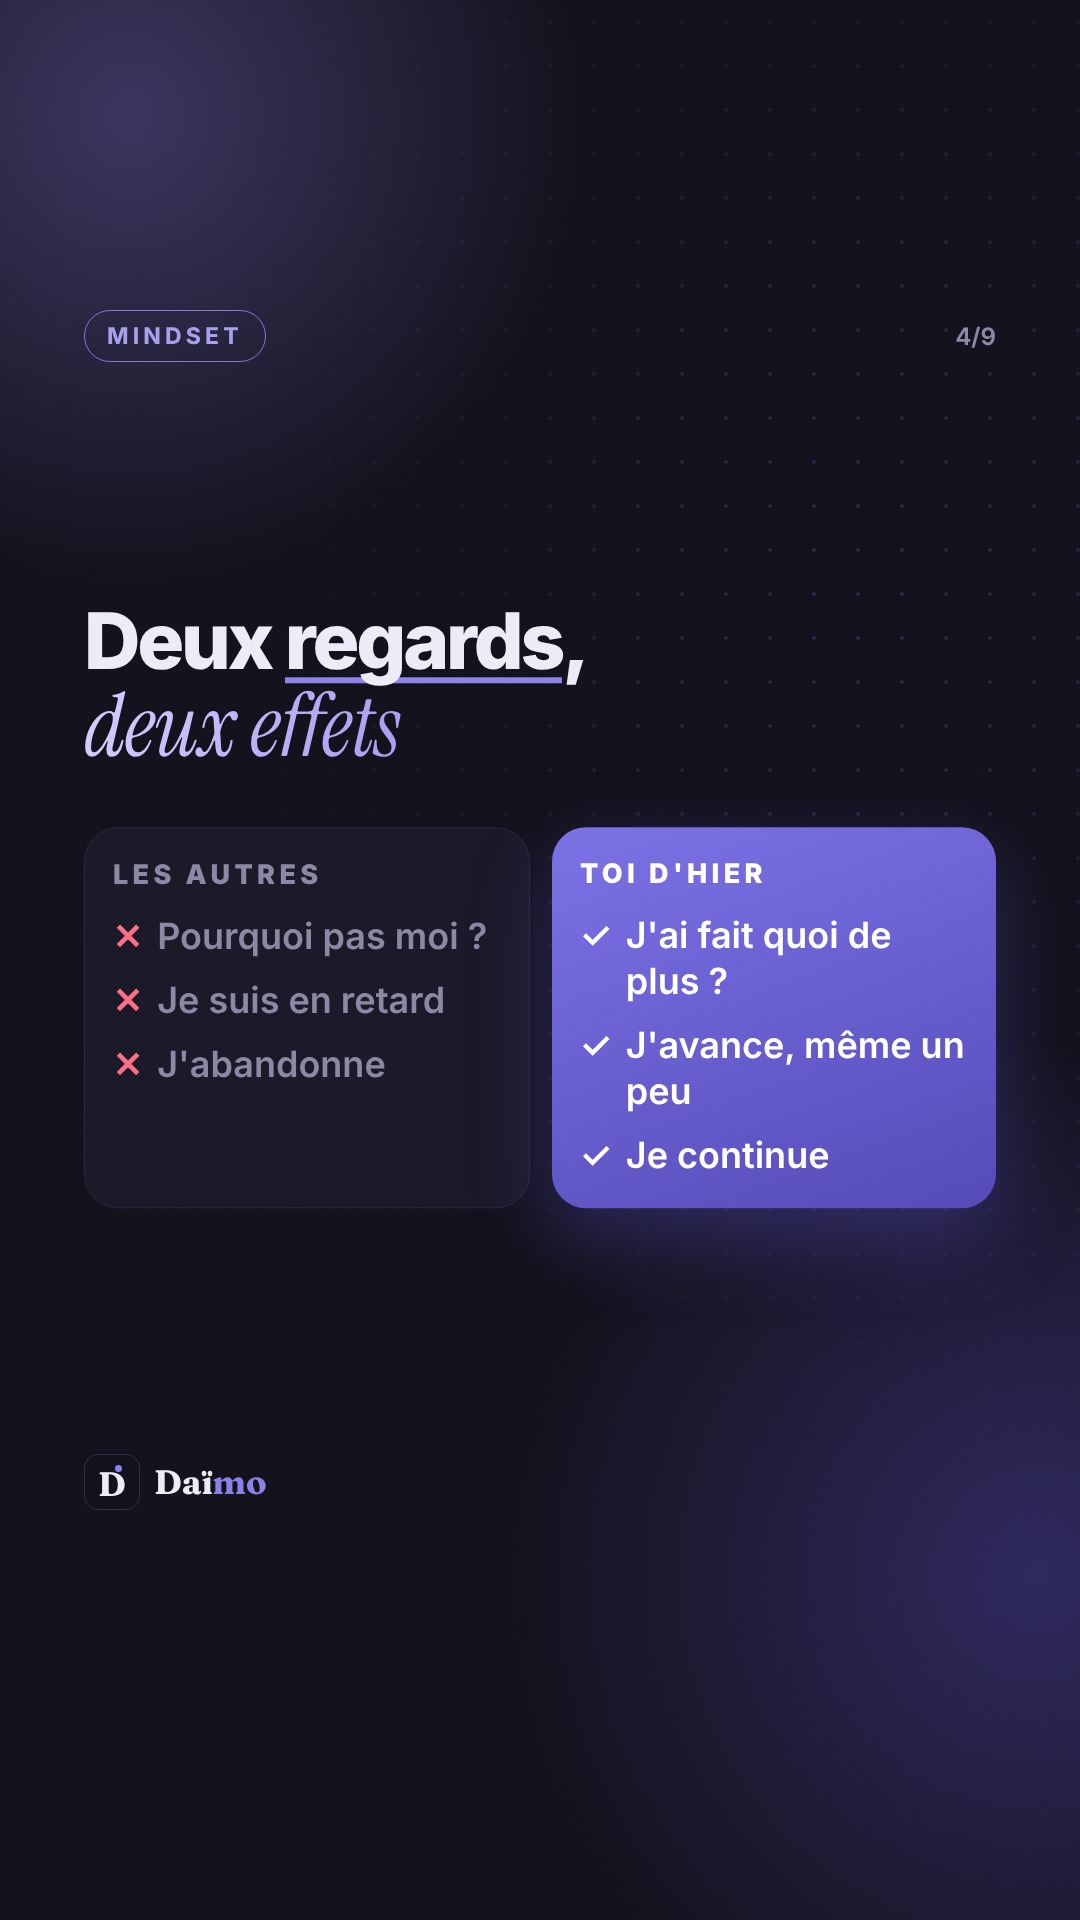 MINDSET
4/9
Deux regards,
deux effets
LES AUTRES
✕ Pourquoi pas moi ?
✕ Je suis en retard
✕ J'abandonne
TOI D'HIER
✓ J'ai fait quoi de
plus ?
✓ J'avance, même un
peu
✓ Je continue
D Daïmo